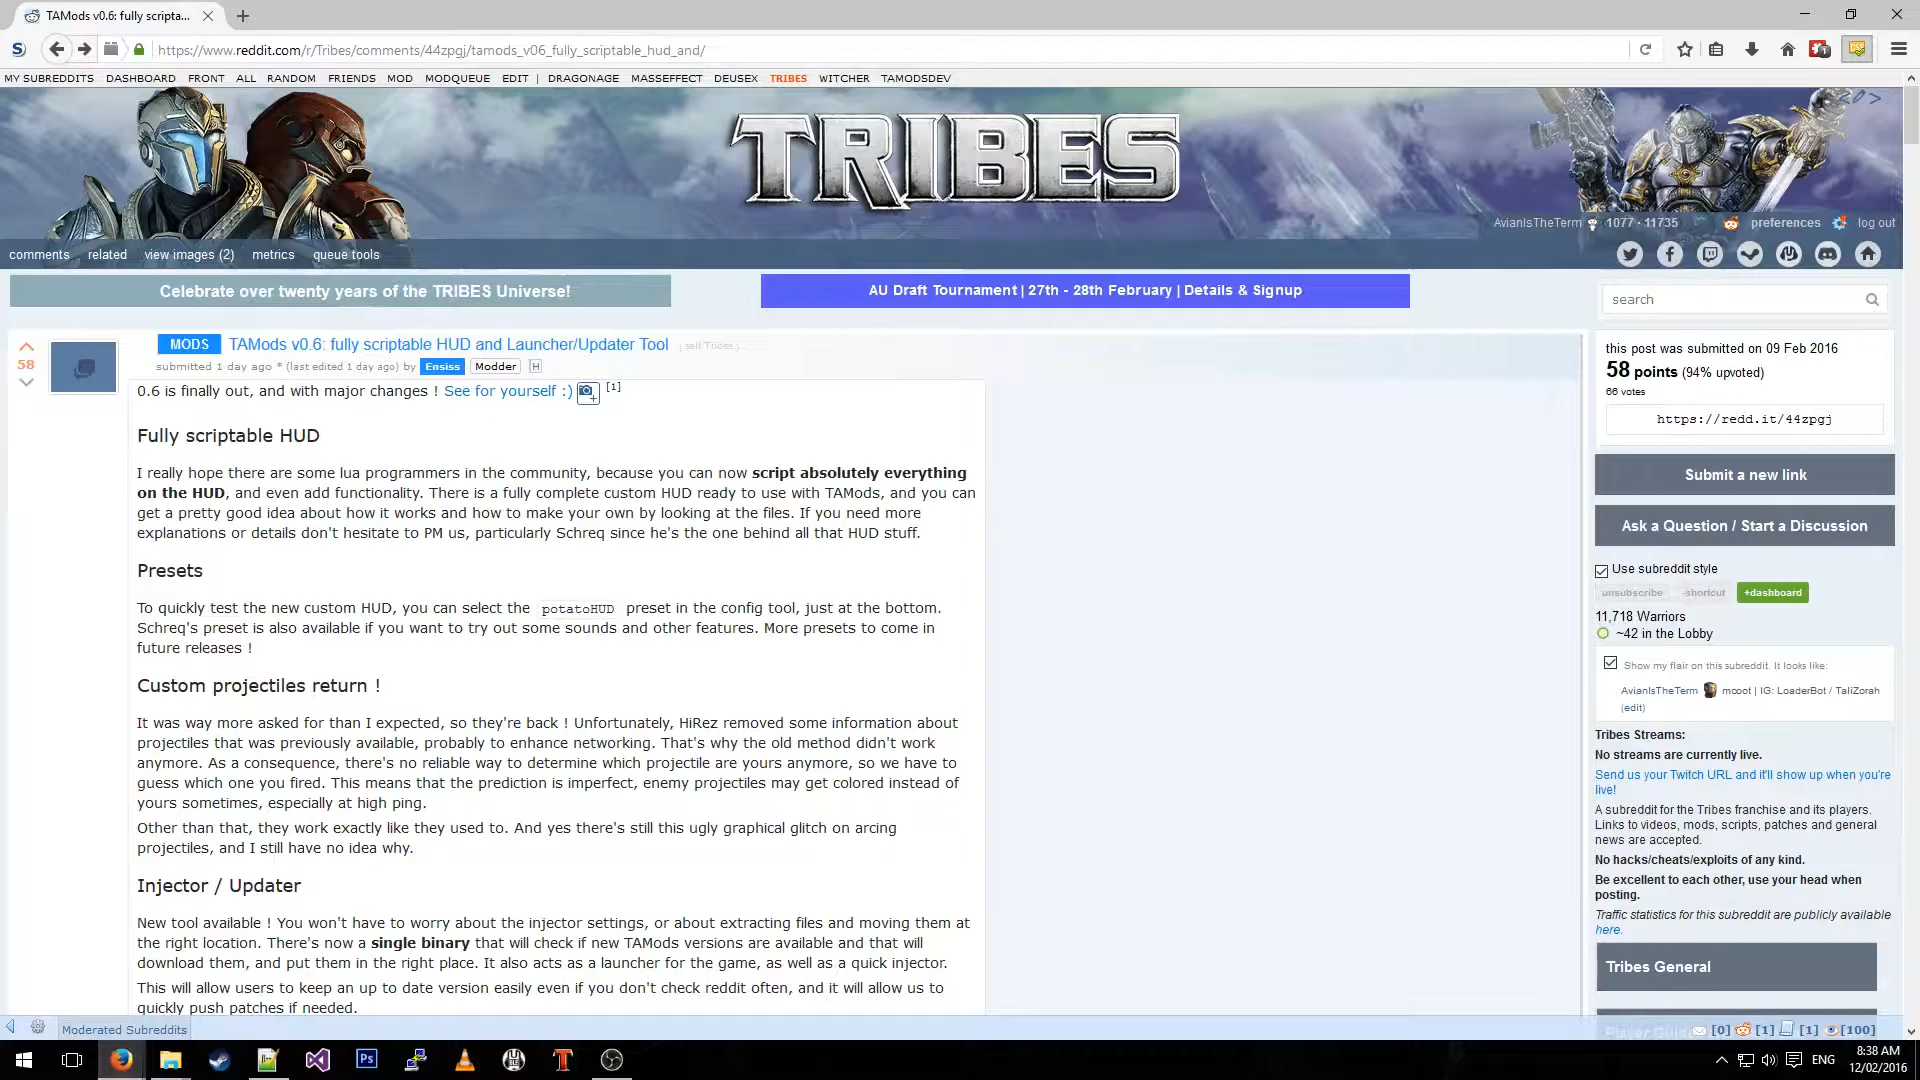 TAMods v0.6: fully scripta...
https://www.reddit.com/r/Tribes/comments/44zpgj/tamods_v06_fully_scriptable_hud_and/
MY SUBREDDITS DASHBOARD FRONT ALL RANDOM FRIENDS MOD MODQUEUE EDIT | DRAGONAGE MASSEFFECT DEUSEX TRIBES WITCHER TAMODSDEV
TRIBES
AvianIsTheTerm 1077 · 11735 preferences log out
comments related view images (2) metrics queue tools
Celebrate over twenty years of the TRIBES Universe!
AU Draft Tournament | 27th - 28th February | Details & Signup
search
58
MODS TAMods v0.6: fully scriptable HUD and Launcher/Updater Tool (self.Tribes)
submitted 1 day ago * (last edited 1 day ago) by Ensiss Modder [H]
0.6 is finally out, and with major changes ! See for yourself :) [1]
Fully scriptable HUD
I really hope there are some lua programmers in the community, because you can now script absolutely everything
on the HUD, and even add functionality. There is a fully complete custom HUD ready to use with TAMods, and you can
get a pretty good idea about how it works and how to make your own by looking at the files. If you need more
explanations or details don't hesitate to PM us, particularly Schreq since he's the one behind all that HUD stuff.
Presets
To quickly test the new custom HUD, you can select the potatoHUD preset in the config tool, just at the bottom.
Schreq's preset is also available if you want to try out some sounds and other features. More presets to come in
future releases !
Custom projectiles return !
It was way more asked for than I expected, so they're back ! Unfortunately, HiRez removed some information about
projectiles that was previously available, probably to enhance networking. That's why the old method didn't work
anymore. As a consequence, there's no reliable way to determine which projectile are yours anymore, so we have to
guess which one you fired. This means that the prediction is imperfect, enemy projectiles may get colored instead of
yours sometimes, especially at high ping.
Other than that, they work exactly like they used to. And yes there's still this ugly graphical glitch on arcing
projectiles, and I still have no idea why.
Injector / Updater
New tool available ! You won't have to worry about the injector settings, or about extracting files and moving them at
the right location. There's now a single binary that will check if new TAMods versions are available and that will
download them, and put them in the right place. It also acts as a launcher for the game, as well as a quick injector.
This will allow users to keep an up to date version easily even if you don't check reddit often, and it will allow us to
quickly push patches if needed.
this post was submitted on 09 Feb 2016
58 points (94% upvoted)
66 votes
https://redd.it/44zpgj
Submit a new link
Ask a Question / Start a Discussion
Use subreddit style
unsubscribe -shortcut +dashboard
11,718 Warriors
~42 in the Lobby
Show my flair on this subreddit. It looks like:
AvianIsTheTerm mcoot | IG: LoaderBot / TaliZorah
(edit)
Tribes Streams:
No streams are currently live.
Send us your Twitch URL and it'll show up when you're
live!
A subreddit for the Tribes franchise and its players.
Links to videos, mods, scripts, patches and general
news are accepted.
No hacks/cheats/exploits of any kind.
Be excellent to each other, use your head when
posting.
Traffic statistics for this subreddit are publicly available
here.
Tribes General
Moderated Subreddits
[0] [1] [1] [100]
ENG
8:38 AM
12/02/2016